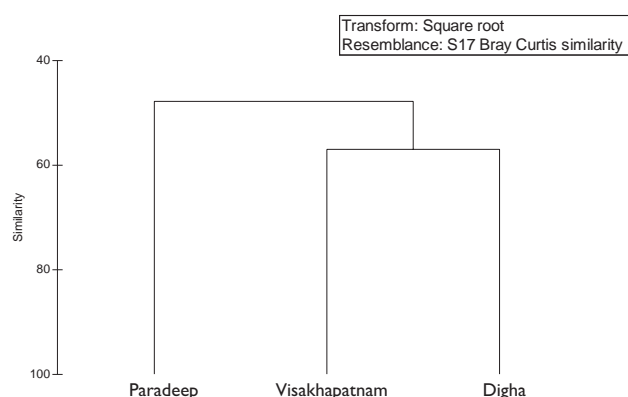 Transform: Square root
Resemblance: S17 Bray Curtis similarity
40
60
80
100
Similarity
Paradeep Visakhapatnam Digha